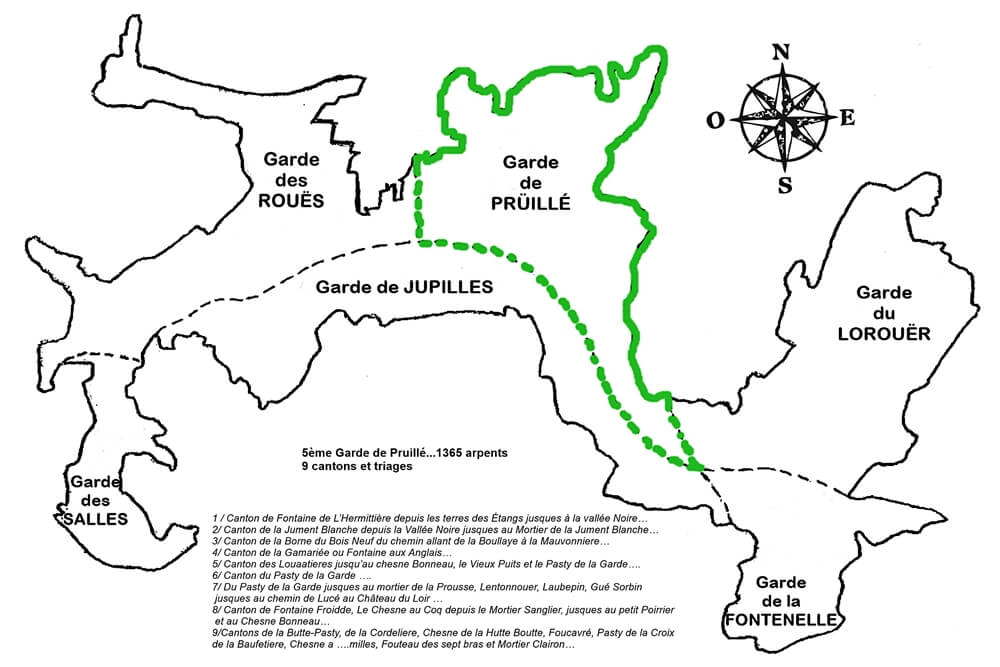 N
O
E
S
Garde
des
ROUËS
Garde
de
PRÜILLÉ
Garde de JUPILLES
Garde
du
LOROUËR
Garde
des
SALLES
Garde
de la
FONTENELLE
5ème Garde de Pruillé...1365 arpents
9 cantons et triages
1 / Canton de Fontaine de L'Hermittière depuis les terres des Étangs jusques à la vallée Noire…
2/ Canton de la Jument Blanche depuis la Vallée Noire jusques au Mortier de la Jument Blanche…
3/ Canton de la Borne du Bois Neuf du chemin allant de la Boullaye à la Mauvonniere…
4/ Canton de la Gamariée ou Fontaine aux Anglais…
5/ Canton des Louaatieres jusqu'au chesne Bonneau, le Vieux Puits et le Pasty de la Garde….
6/ Canton du Pasty de la Garde ….
7/ Du Pasty de la Garde jusques au mortier de la Prousse, Lentonnouer, Laubepin, Gué Sorbin
jusques au chemin de Lucé au Château du Loir …
8/ Canton de Fontaine Froidde, Le Chesne au Coq depuis le Mortier Sanglier, jusques au petit Poirrier
et au Chesne Bonneau…
9/Cantons de la Butte-Pasty, de la Cordeliere, Chesne de la Hutte Boutte, Foucavré, Pasty de la Croix
de la Baufetiere, Chesne a ….milles, Fouteau des sept bras et Mortier Clairon…